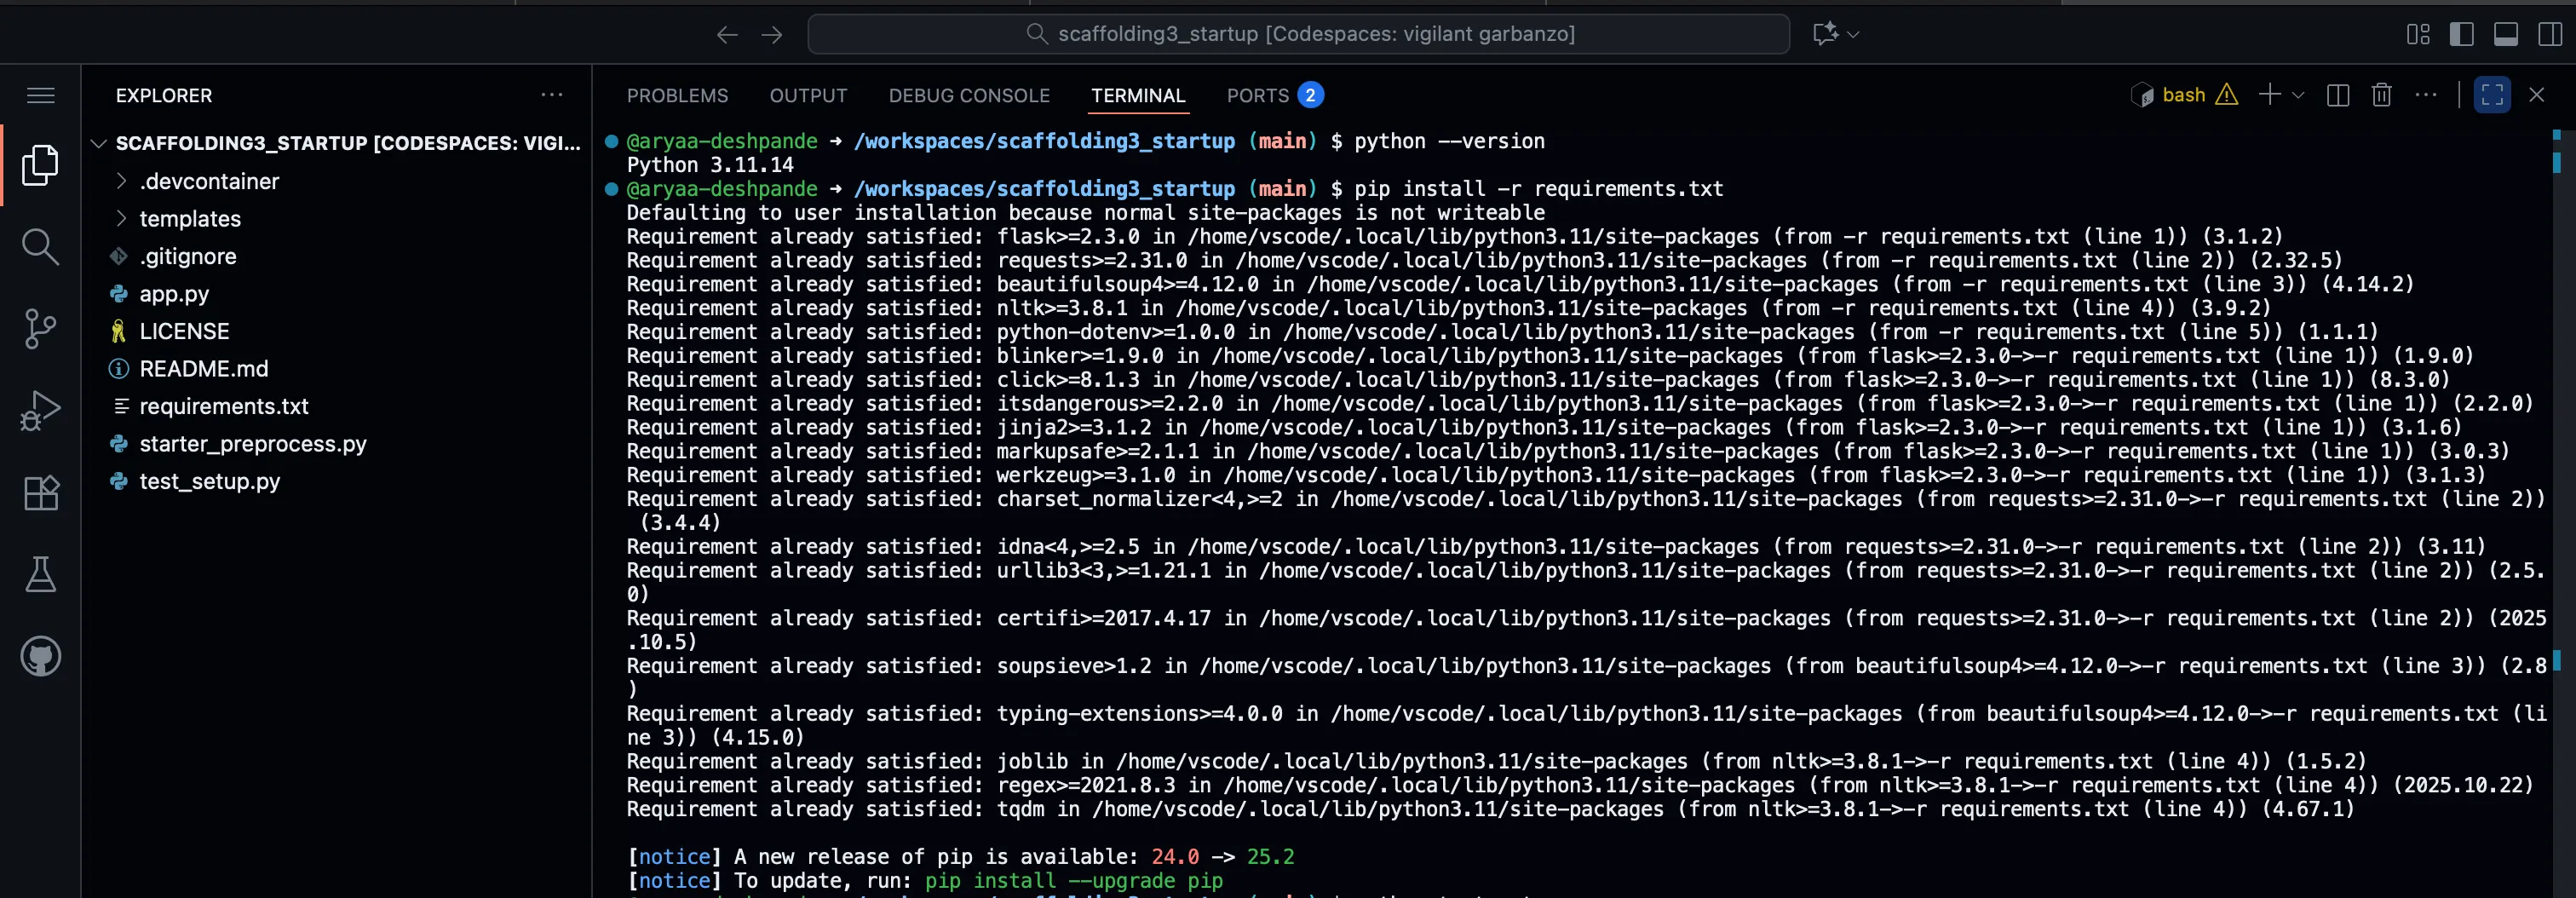 scaffolding3_startup [Codespaces: vigilant garbanzo]
EXPLORER
SCAFFOLDING3_STARTUP [CODESPACES: VIGI...
.devcontainer
templates
.gitignore
app.py
LICENSE
README.md
requirements.txt
starter_preprocess.py
test_setup.py
PROBLEMS OUTPUT DEBUG CONSOLE TERMINAL PORTS 2
bash
@aryaa-deshpande ➜ /workspaces/scaffolding3_startup (main) $ python --version
Python 3.11.14
@aryaa-deshpande ➜ /workspaces/scaffolding3_startup (main) $ pip install -r requirements.txt
Defaulting to user installation because normal site-packages is not writeable
Requirement already satisfied: flask>=2.3.0 in /home/vscode/.local/lib/python3.11/site-packages (from -r requirements.txt (line 1)) (3.1.2)
Requirement already satisfied: requests>=2.31.0 in /home/vscode/.local/lib/python3.11/site-packages (from -r requirements.txt (line 2)) (2.32.5)
Requirement already satisfied: beautifulsoup4>=4.12.0 in /home/vscode/.local/lib/python3.11/site-packages (from -r requirements.txt (line 3)) (4.14.2)
Requirement already satisfied: nltk>=3.8.1 in /home/vscode/.local/lib/python3.11/site-packages (from -r requirements.txt (line 4)) (3.9.2)
Requirement already satisfied: python-dotenv>=1.0.0 in /home/vscode/.local/lib/python3.11/site-packages (from -r requirements.txt (line 5)) (1.1.1)
Requirement already satisfied: blinker>=1.9.0 in /home/vscode/.local/lib/python3.11/site-packages (from flask>=2.3.0->-r requirements.txt (line 1)) (1.9.0)
Requirement already satisfied: click>=8.1.3 in /home/vscode/.local/lib/python3.11/site-packages (from flask>=2.3.0->-r requirements.txt (line 1)) (8.3.0)
Requirement already satisfied: itsdangerous>=2.2.0 in /home/vscode/.local/lib/python3.11/site-packages (from flask>=2.3.0->-r requirements.txt (line 1)) (2.2.0)
Requirement already satisfied: jinja2>=3.1.2 in /home/vscode/.local/lib/python3.11/site-packages (from flask>=2.3.0->-r requirements.txt (line 1)) (3.1.6)
Requirement already satisfied: markupsafe>=2.1.1 in /home/vscode/.local/lib/python3.11/site-packages (from flask>=2.3.0->-r requirements.txt (line 1)) (3.0.3)
Requirement already satisfied: werkzeug>=3.1.0 in /home/vscode/.local/lib/python3.11/site-packages (from flask>=2.3.0->-r requirements.txt (line 1)) (3.1.3)
Requirement already satisfied: charset_normalizer<4,>=2 in /home/vscode/.local/lib/python3.11/site-packages (from requests>=2.31.0->-r requirements.txt (line 2))
(3.4.4)
Requirement already satisfied: idna<4,>=2.5 in /home/vscode/.local/lib/python3.11/site-packages (from requests>=2.31.0->-r requirements.txt (line 2)) (3.11)
Requirement already satisfied: urllib3<3,>=1.21.1 in /home/vscode/.local/lib/python3.11/site-packages (from requests>=2.31.0->-r requirements.txt (line 2)) (2.5.
0)
Requirement already satisfied: certifi>=2017.4.17 in /home/vscode/.local/lib/python3.11/site-packages (from requests>=2.31.0->-r requirements.txt (line 2)) (2025
.10.5)
Requirement already satisfied: soupsieve>1.2 in /home/vscode/.local/lib/python3.11/site-packages (from beautifulsoup4>=4.12.0->-r requirements.txt (line 3)) (2.8
)
Requirement already satisfied: typing-extensions>=4.0.0 in /home/vscode/.local/lib/python3.11/site-packages (from beautifulsoup4>=4.12.0->-r requirements.txt (li
ne 3)) (4.15.0)
Requirement already satisfied: joblib in /home/vscode/.local/lib/python3.11/site-packages (from nltk>=3.8.1->-r requirements.txt (line 4)) (1.5.2)
Requirement already satisfied: regex>=2021.8.3 in /home/vscode/.local/lib/python3.11/site-packages (from nltk>=3.8.1->-r requirements.txt (line 4)) (2025.10.22)
Requirement already satisfied: tqdm in /home/vscode/.local/lib/python3.11/site-packages (from nltk>=3.8.1->-r requirements.txt (line 4)) (4.67.1)
[notice] A new release of pip is available: 24.0 -> 25.2
[notice] To update, run: pip install --upgrade pip